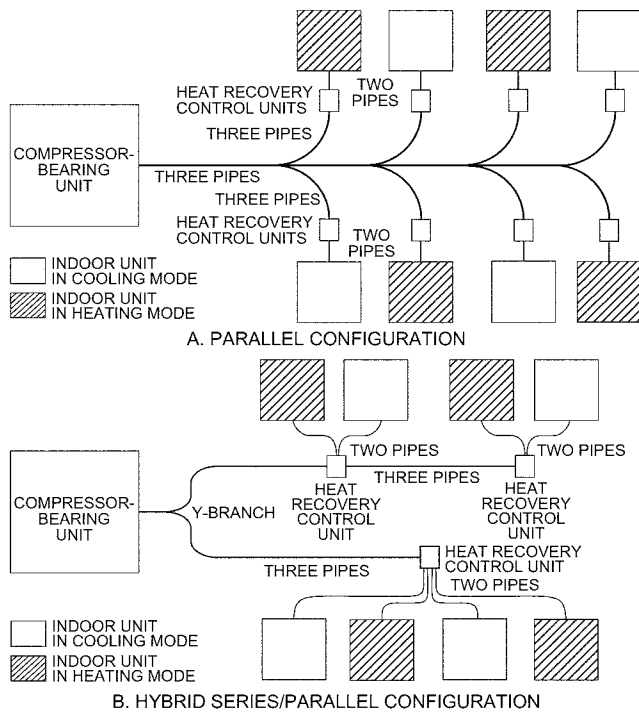 HEAT RECOVERY
CONTROL UNITS
TWO
PIPES
THREE PIPES
COMPRESSOR-
BEARING
UNIT
THREE PIPES
THREE PIPES
HEAT RECOVERY
CONTROL UNITS
TWO
PIPES
INDOOR UNIT
IN COOLING MODE
INDOOR UNIT
IN HEATING MODE
A. PARALLEL CONFIGURATION
TWO PIPES
TWO PIPES
THREE PIPES
HEAT
RECOVERY
CONTROL
UNIT
HEAT
RECOVERY
CONTROL
UNIT
COMPRESSOR-
BEARING
UNIT
Y-BRANCH
HEAT RECOVERY
CONTROL UNIT
THREE PIPES
TWO PIPES
INDOOR UNIT
IN COOLING MODE
INDOOR UNIT
IN HEATING MODE
B. HYBRID SERIES/PARALLEL CONFIGURATION